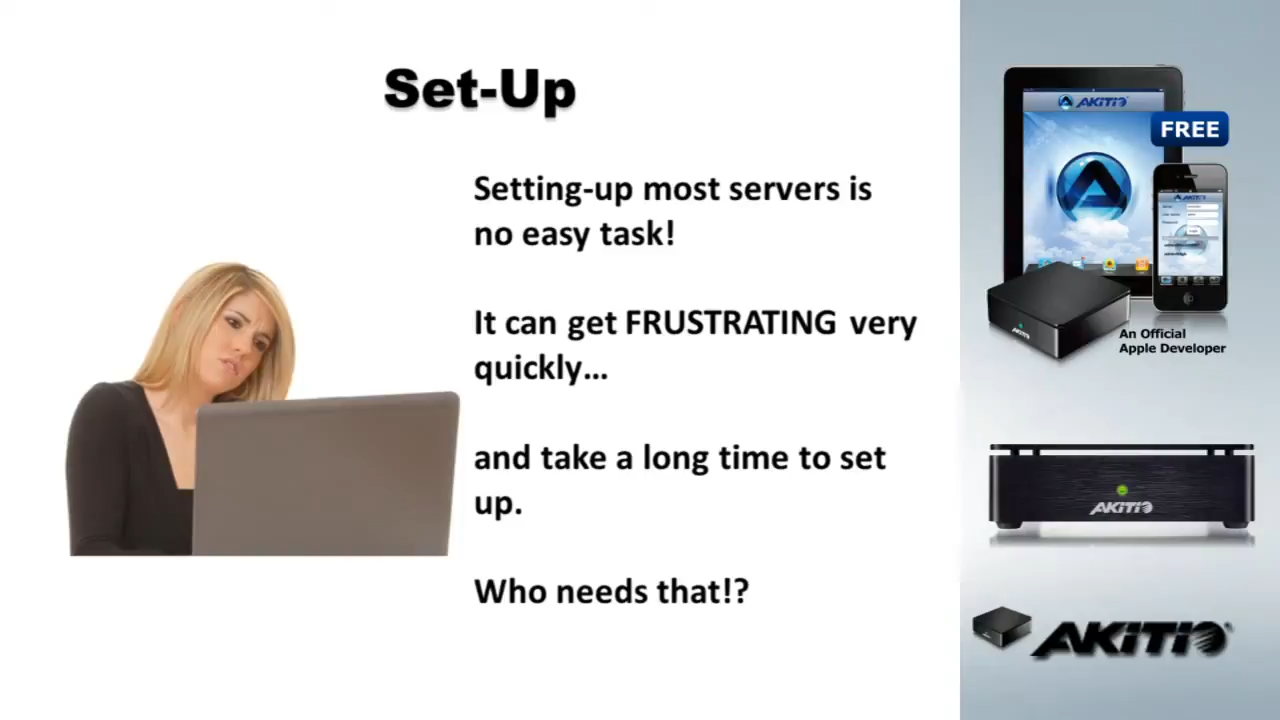 Set-Up
Setting-up most servers is
no easy task!
It can get FRUSTRATING very
quickly...
and take a long time to set
up.
Who needs that!?
AKiTiO
FREE
An Official
Apple Developer
AKiTiO
AKiTiO